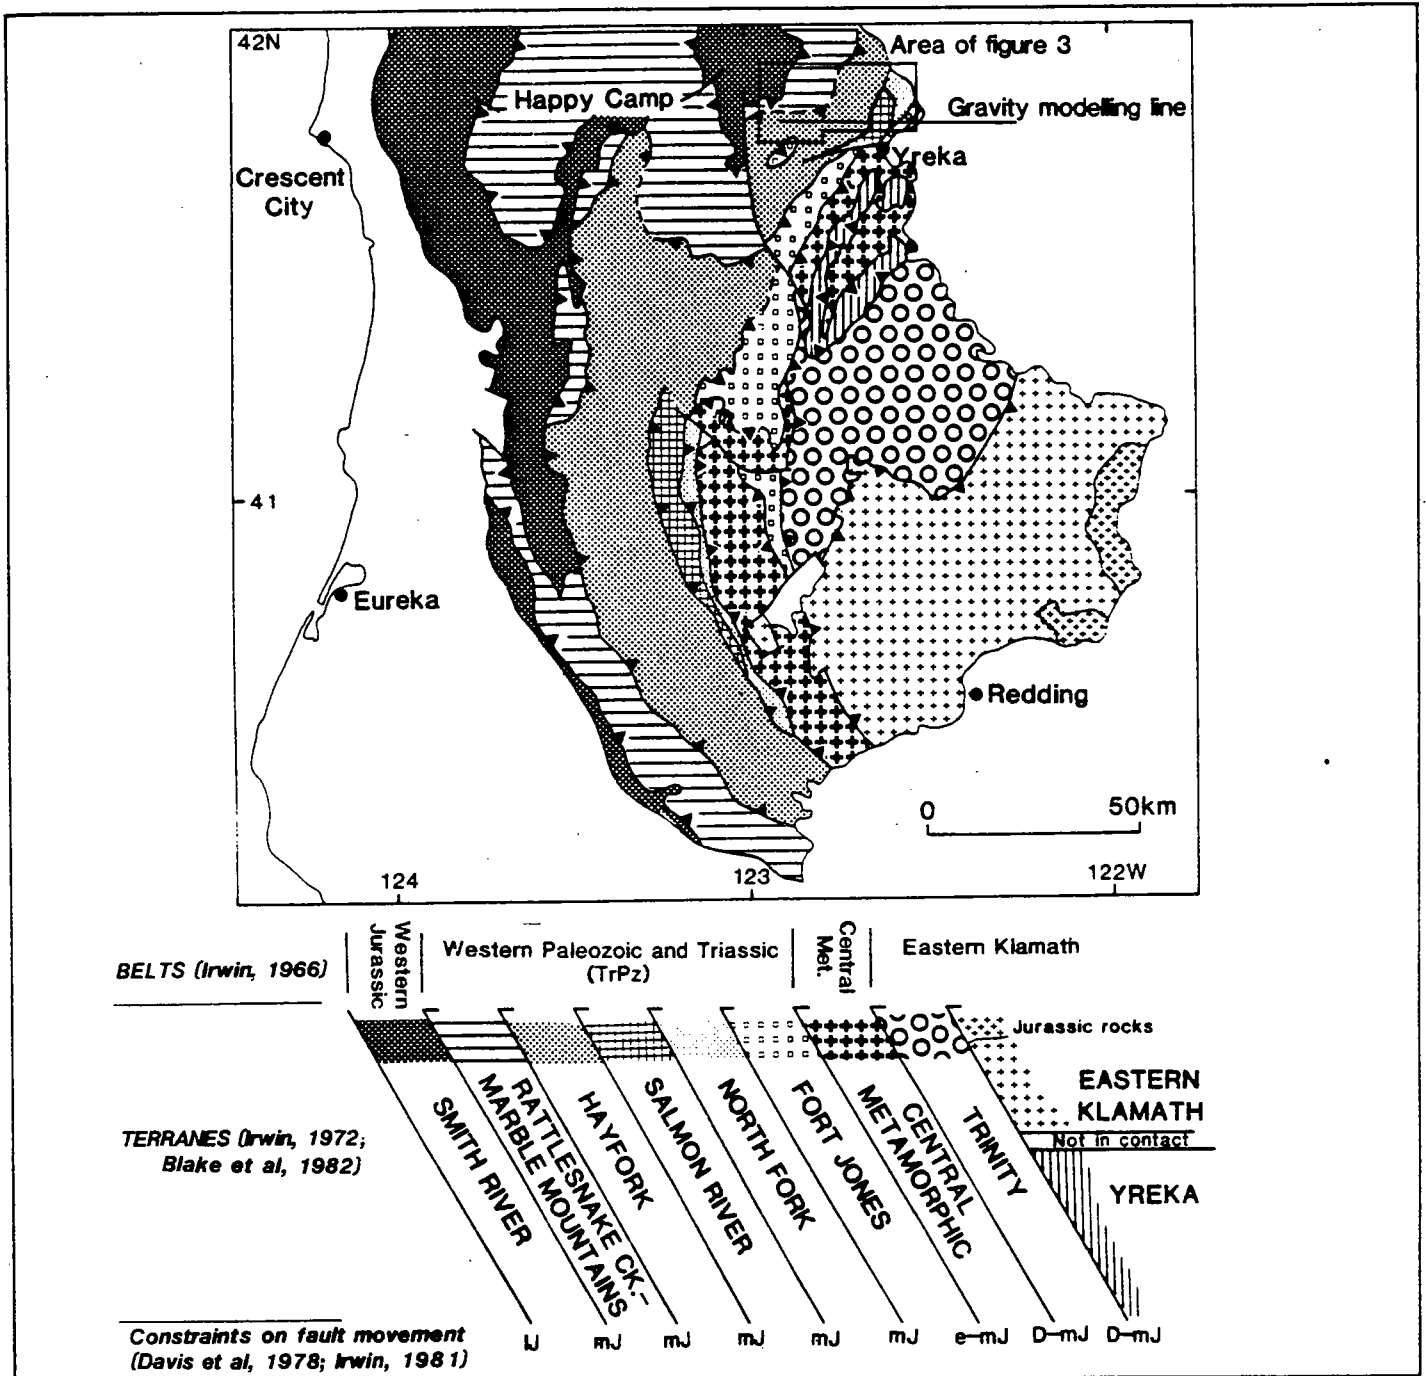 42N
Area of figure 3
Happy Camp
Gravity modelling line
Yreka
Crescent
City
41
Eureka
Redding
0 50km
124 123 122W
BELTS (Irwin, 1966)
Western
Jurassic
Western Paleozoic and Triassic
(TrPz)
Central
Met.
Eastern Klamath
Jurassic rocks
EASTERN
KLAMATH
Not in contact
YREKA
TERRANES (Irwin, 1972;
Blake et al, 1982)
SMITH RIVER
RATTLESNAKE CK.-
MARBLE MOUNTAINS
HAYFORK
SALMON RIVER
NORTH FORK
FORT JONES
CENTRAL
METAMORPHIC
TRINITY
Constraints on fault movement
(Davis et al, 1978; Irwin, 1981)
lJ mJ mJ mJ mJ mJ e-mJ D-mJ D-mJ